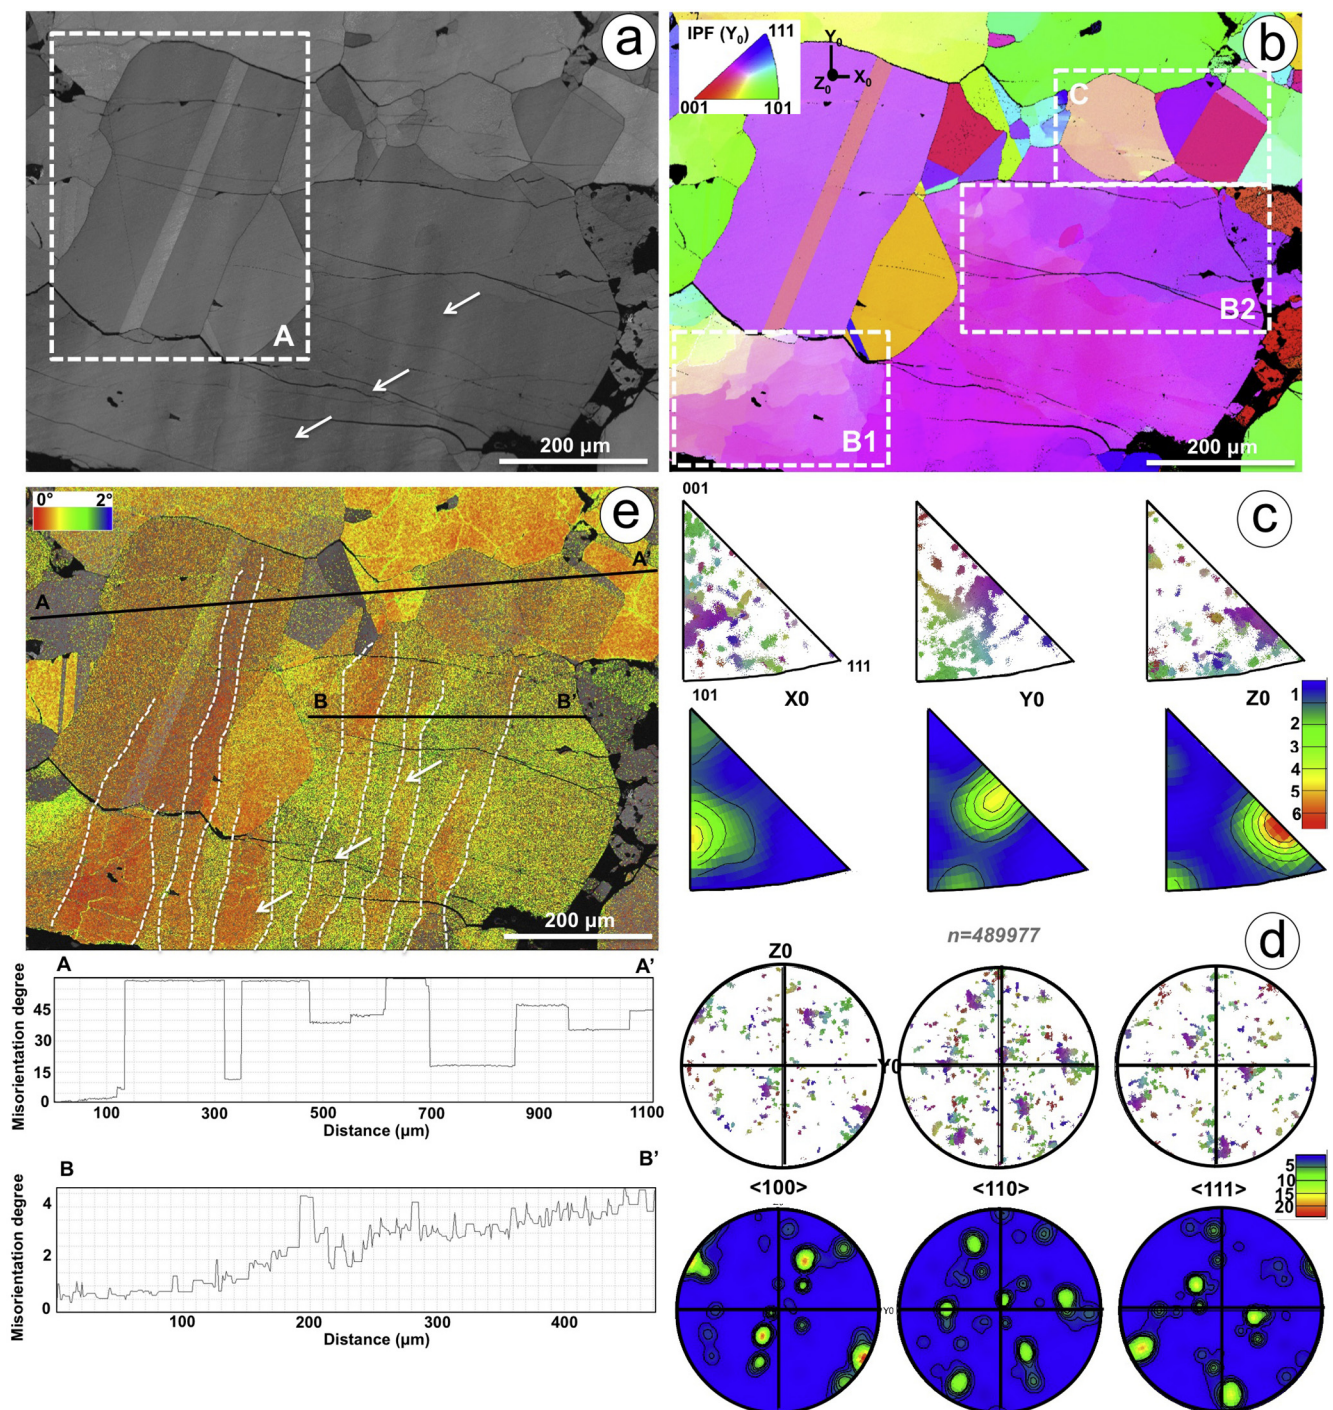 a
A
200 µm
IPF (Y0)
111
001
101
Y0
X0
Z0
b
C
B2
B1
200 µm
0°
2°
e
A
A'
B
B'
200 µm
c
001
111
101
X0
Y0
Z0
1
2
3
4
5
6
A
A'
Misorientation degree
45
30
15
0
100
300
500
700
900
1100
Distance (µm)
B
B'
Misorientation degree
4
2
0
100
200
300
400
Distance (µm)
d
n=489977
Z0
Y0
<100>
<110>
<111>
5
10
15
20
Y0